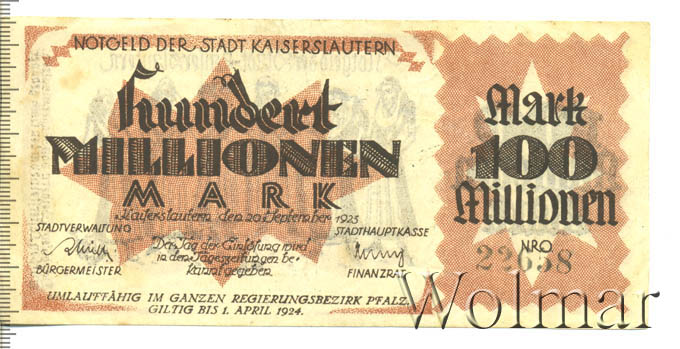 NOTGELD DER STADT KAISERSLAUTERN
hundert
MILLIONEN
MARK
Kaiserslautern, den 20. September 1923
STADTVERWALTUNG
STADTHAUPTKASSE
Der Tag der Einlösung wird
in den Tageszeitungen be-
kannt gegeben
BÜRGERMEISTER
FINANZRAT
UMLAUFFÄHIG IM GANZEN REGIERUNGSBEZIRK PFALZ.
GILTIG BIS 1. APRIL 1924.
Mark
100
Millionen
NRO
22658
Wolmar